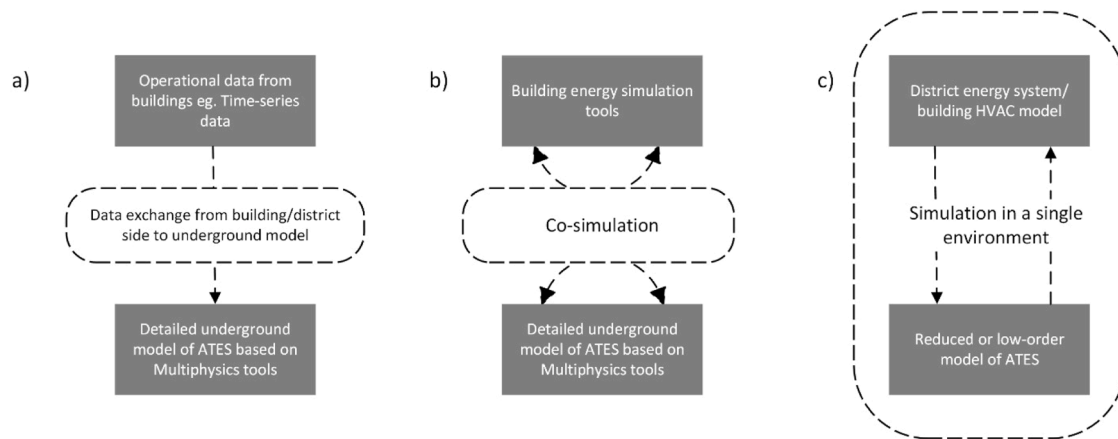 a)
Operational data from
buildings eg. Time-series
data
Data exchange from building/district
side to underground model
Detailed underground
model of ATES based on
Multiphysics tools
b)
Building energy simulation
tools
Co-simulation
Detailed underground
model of ATES based on
Multiphysics tools
c)
District energy system/
building HVAC model
Simulation in a single
environment
Reduced or low-order
model of ATES